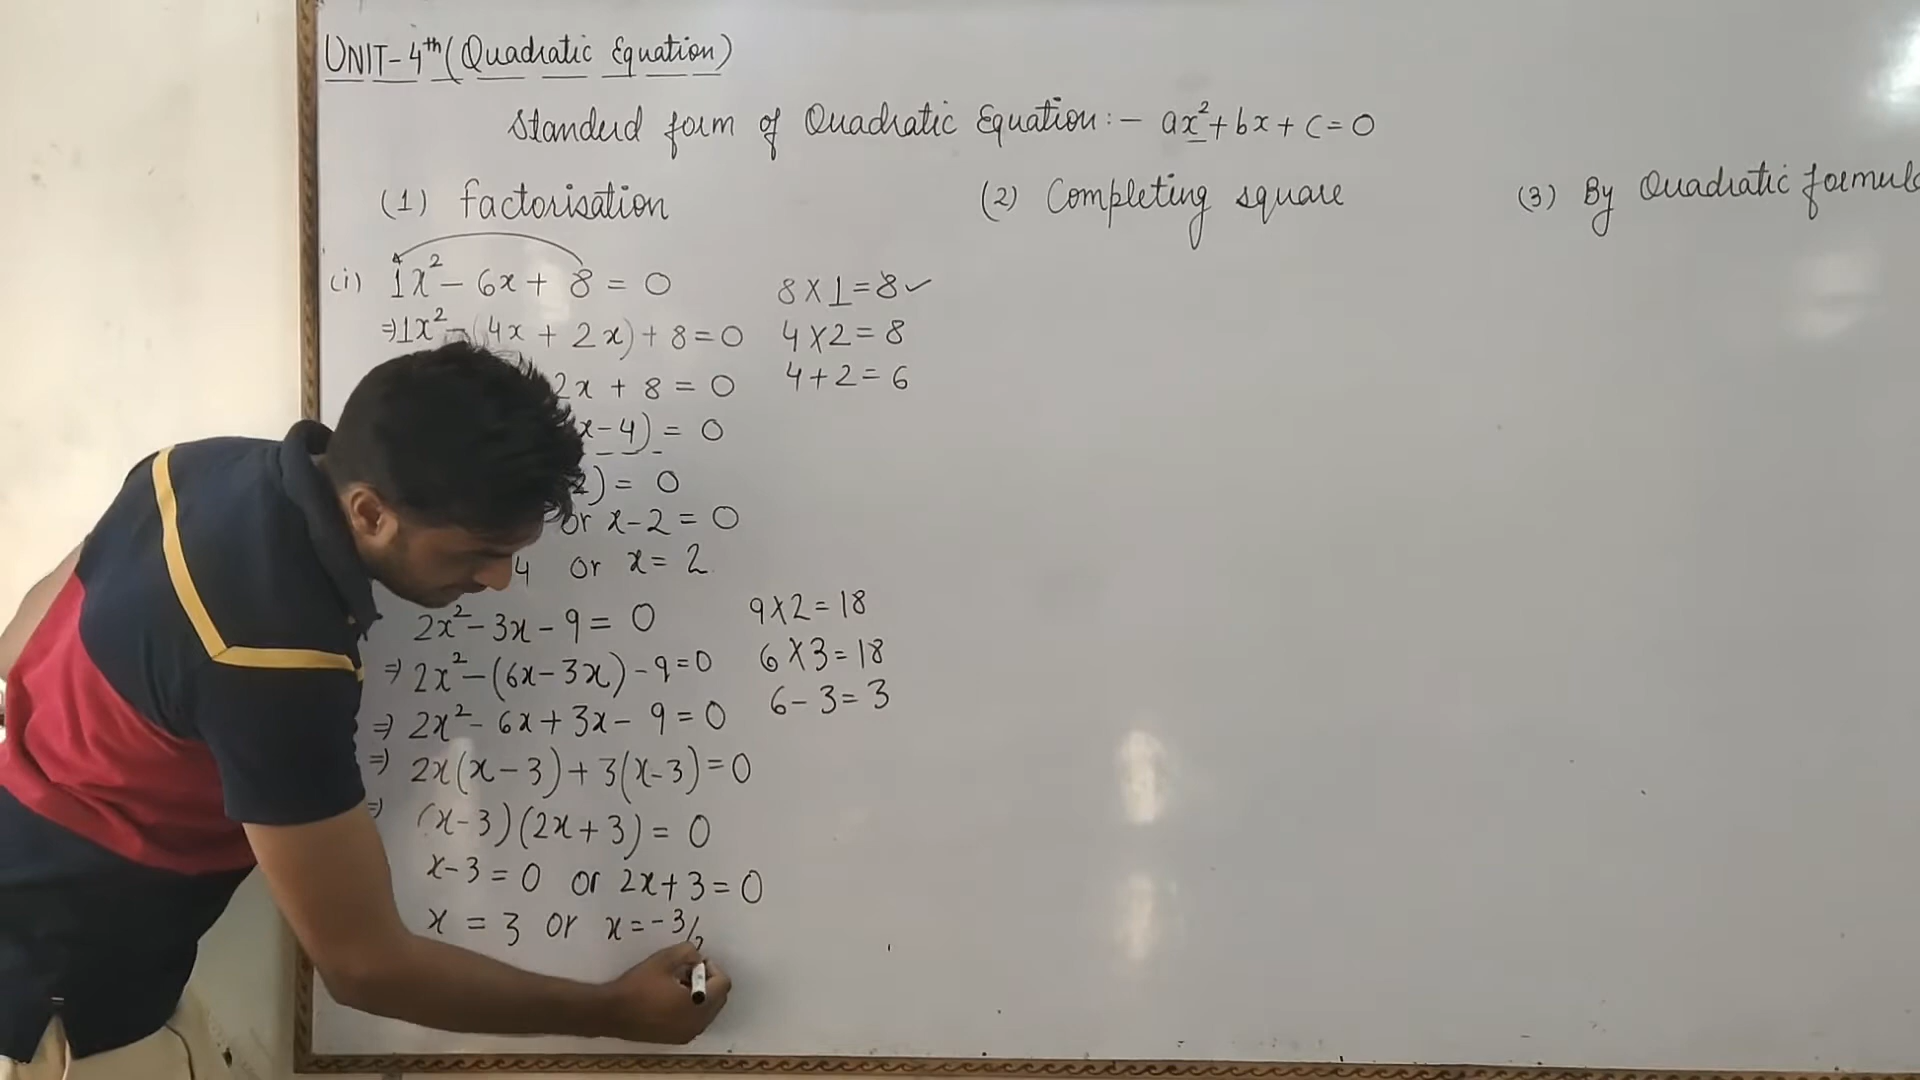 UNIT-4th (Quadratic Equation)
Standerd form of Quadratic Equation:- ax²+bx+c=0
(1) factorisation
(2) Completing square
(3) By Quadratic formula
(i) 1x²-6x+8=0
⇒1x²-(4x+2x)+8=0
2x+8=0
x-4)=0
2)=0
or x-2=0
4 or x=2
8×1=8✓
4×2=8
4+2=6
2x²-3x-9=0
⇒2x²-(6x-3x)-9=0
⇒2x²-6x+3x-9=0
⇒2x(x-3)+3(x-3)=0
⇒(x-3)(2x+3)=0
x-3=0 or 2x+3=0
x=3 or x=-3/2
9×2=18
6×3=18
6-3=3